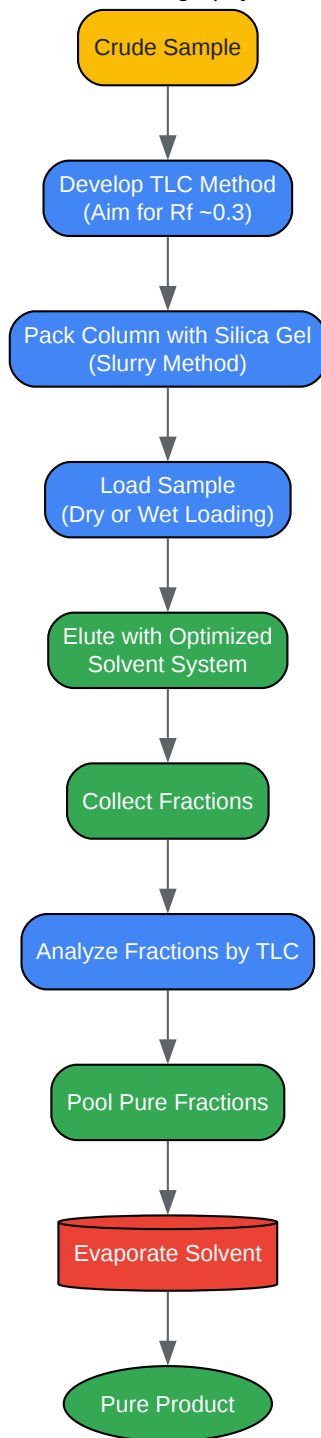 Crude Sample
Develop TLC Method
(Aim for Rf ~0.3)
Pack Column with Silica Gel
(Slurry Method)
Load Sample
(Dry or Wet Loading)
Elute with Optimized
Solvent System
Collect Fractions
Analyze Fractions by TLC
Pool Pure Fractions
Evaporate Solvent
Pure Product